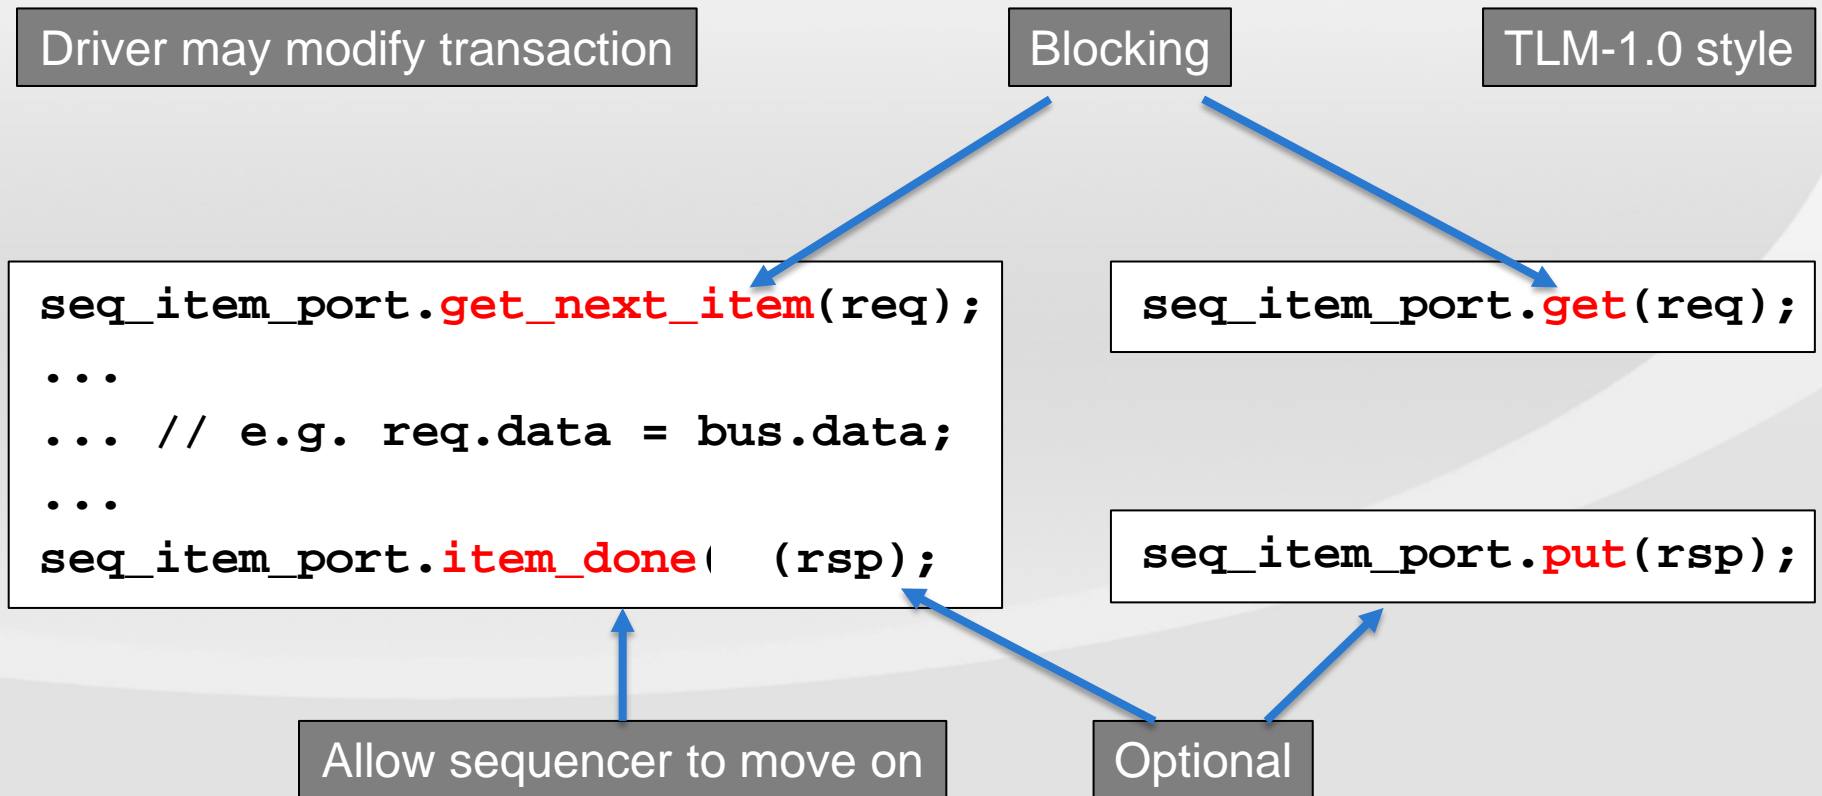 Driver may modify transaction
Blocking
TLM-1.0 style
seq_item_port.get_next_item(req);
...
... // e.g. req.data = bus.data;
...
seq_item_port.item_done( (rsp);
seq_item_port.get(req);
seq_item_port.put(rsp);
Allow sequencer to move on
Optional